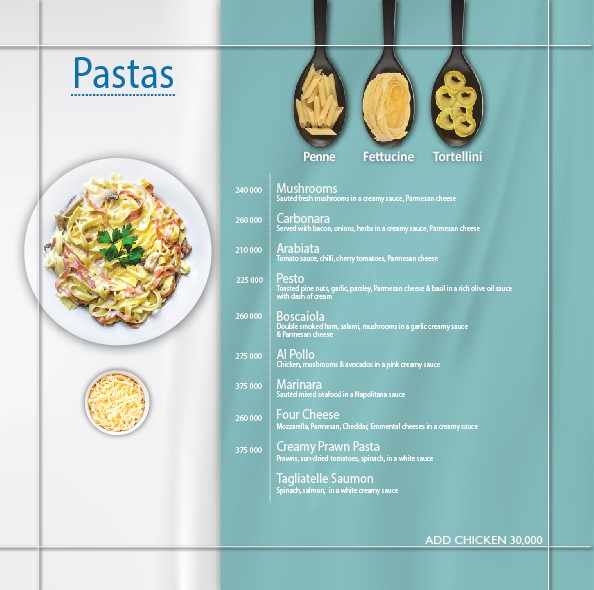 Pastas
Penne Fettucine Tortellini
240 000 Mushrooms
Sautéd fresh mushrooms in a creamy sauce, Parmesan cheese
260 000 Carbonara
Served with bacon, onions, herbs in a creamy sauce, Parmesan cheese
210 000 Arabiata
Tomato sauce, chilli, cherry tomatoes, Parmesan cheese
225 000 Pesto
Toasted pine nuts, garlic, parsley, Parmesan cheese & basil in a rich olive oil sauce
with dash of cream
260 000 Boscaiola
Double smoked ham, salami, mushrooms in a garlic creamy sauce
& Parmesan cheese
275 000 Al Pollo
Chicken, mushrooms & avocados in a pink creamy sauce
375 000 Marinara
Sautéd mixed seafood in a Napolitana sauce
260 000 Four Cheese
Mozzarella, Parmesan, Cheddar, Emmental cheeses in a creamy sauce
375 000 Creamy Prawn Pasta
Prawns, sun-dried tomatoes, spinach, in a white sauce
Tagliatelle Saumon
Spinach, salmon, in a white creamy sauce
ADD CHICKEN 30,000